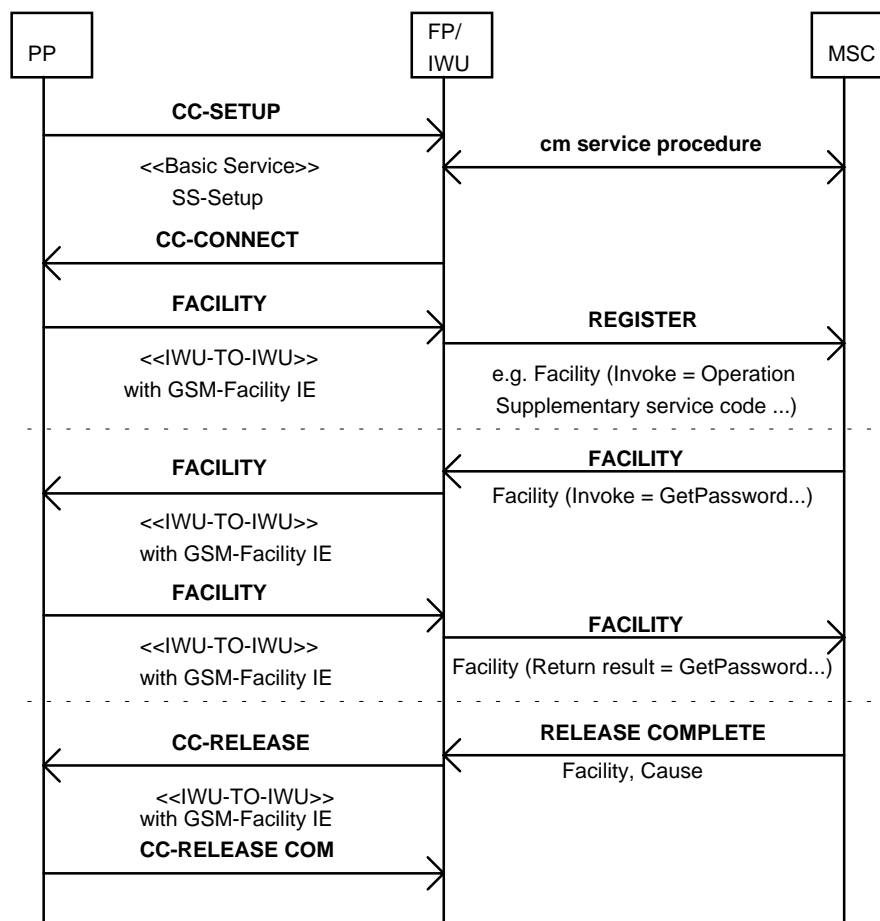 PP
FP/
IWU
MSC
CC-SETUP
cm service procedure
<<Basic Service>>
SS-Setup
CC-CONNECT
FACILITY
REGISTER
<<IWU-TO-IWU>>
with GSM-Facility IE
e.g. Facility (Invoke = Operation
Supplementary service code ...)
FACILITY
FACILITY
Facility (Invoke = GetPassword...)
<<IWU-TO-IWU>>
with GSM-Facility IE
FACILITY
FACILITY
<<IWU-TO-IWU>>
with GSM-Facility IE
Facility (Return result = GetPassword...)
CC-RELEASE
RELEASE COMPLETE
Facility, Cause
<<IWU-TO-IWU>>
with GSM-Facility IE
CC-RELEASE COM